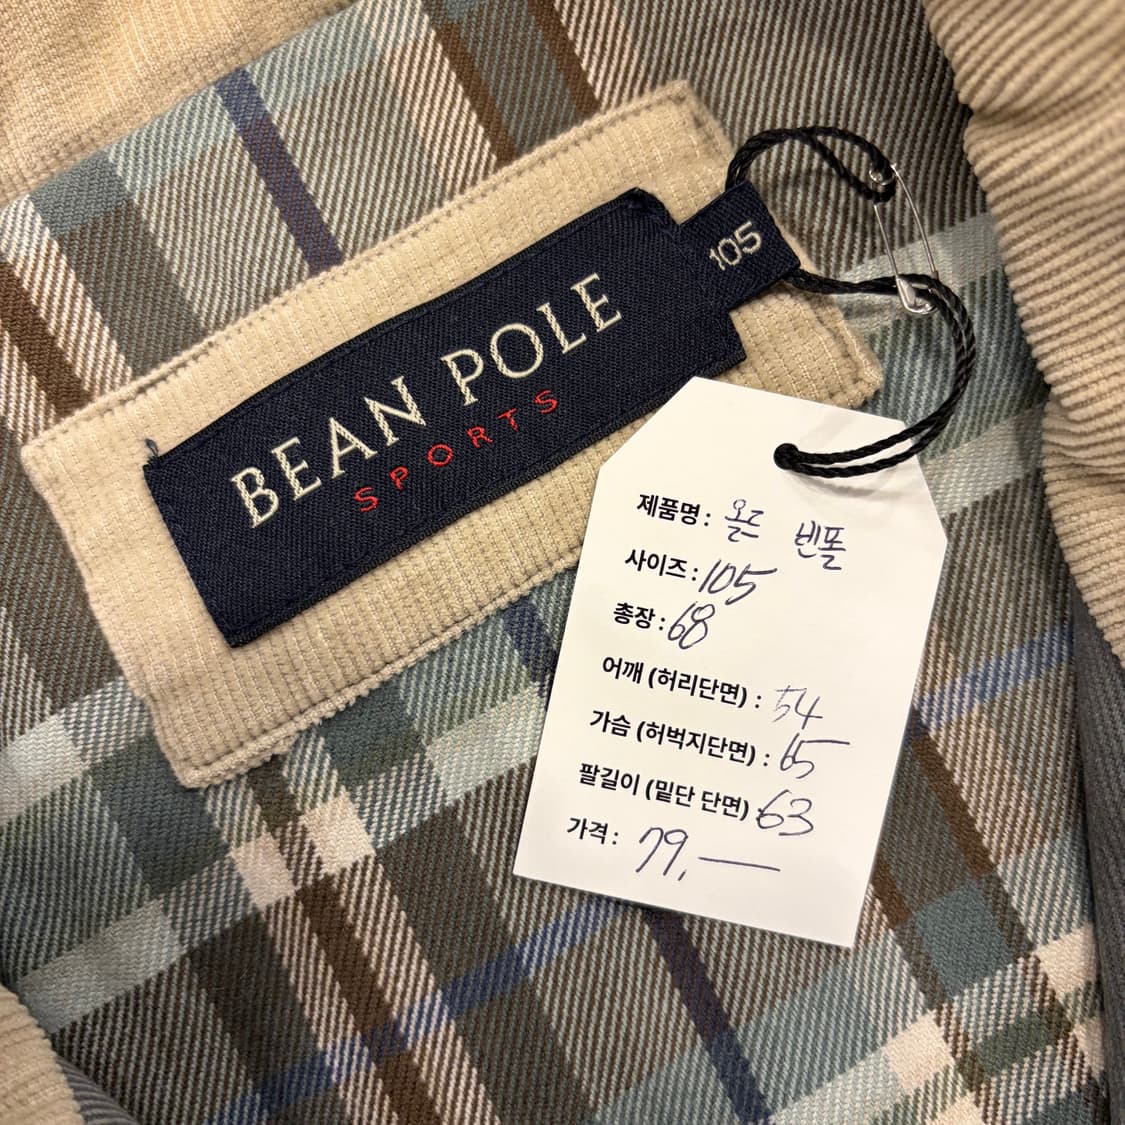 BEAN POLE
SPORTS
105
제품명 : 올드 빈폴
사이즈 : 105
총장 : 68
어깨 (허리단면) : 54
가슴 (허벅지단면) : 65
팔길이 (밑단 단면) : 63
가격 : 79,—